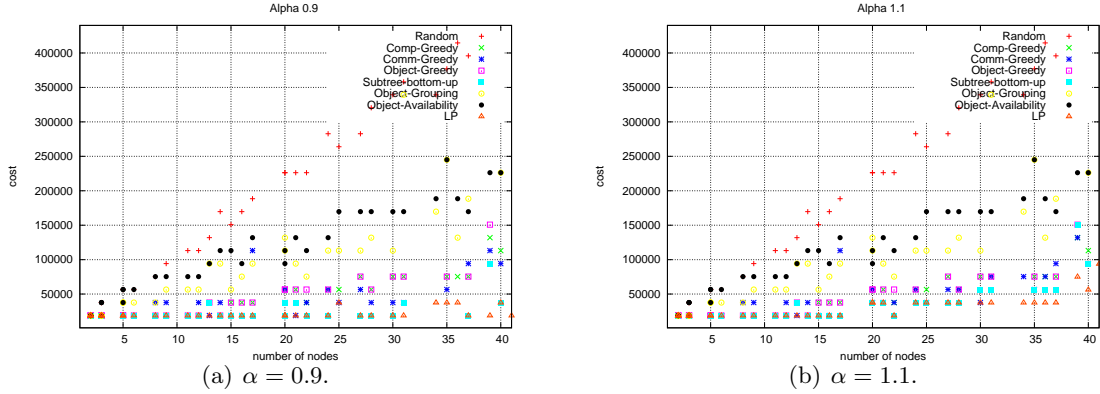 Alpha 0.9
400000
350000
300000
250000
200000
150000
100000
50000
cost
Random
Comp-Greedy
Comm-Greedy
Object-Greedy
Subtree-bottom-up
Object-Grouping
Object-Availability
LP
5 10 15 20 25 30 35 40
number of nodes
(a) α = 0.9.
Alpha 1.1
400000
350000
300000
250000
200000
150000
100000
50000
cost
Random
Comp-Greedy
Comm-Greedy
Object-Greedy
Subtree-bottom-up
Object-Grouping
Object-Availability
LP
5 10 15 20 25 30 35 40
number of nodes
(b) α = 1.1.